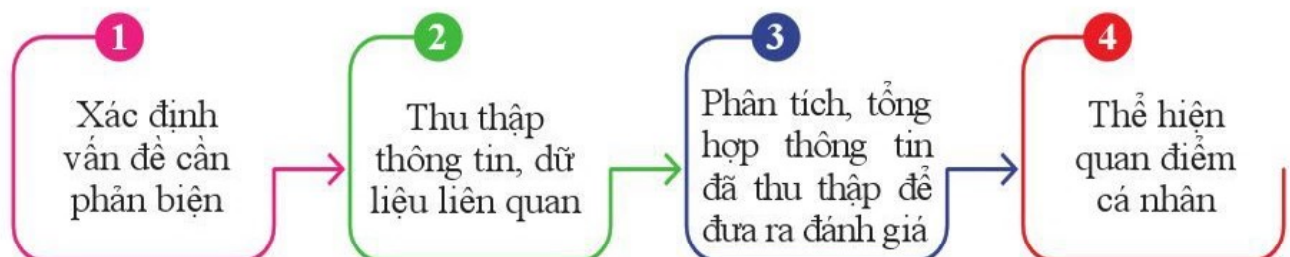 1
Xác định
vấn đề cần
phản biện
2
Thu thập
thông tin, dữ
liệu liên quan
3
Phân tích, tổng
hợp thông tin
đã thu thập để
đưa ra đánh giá
4
Thể hiện
quan điểm
cá nhân